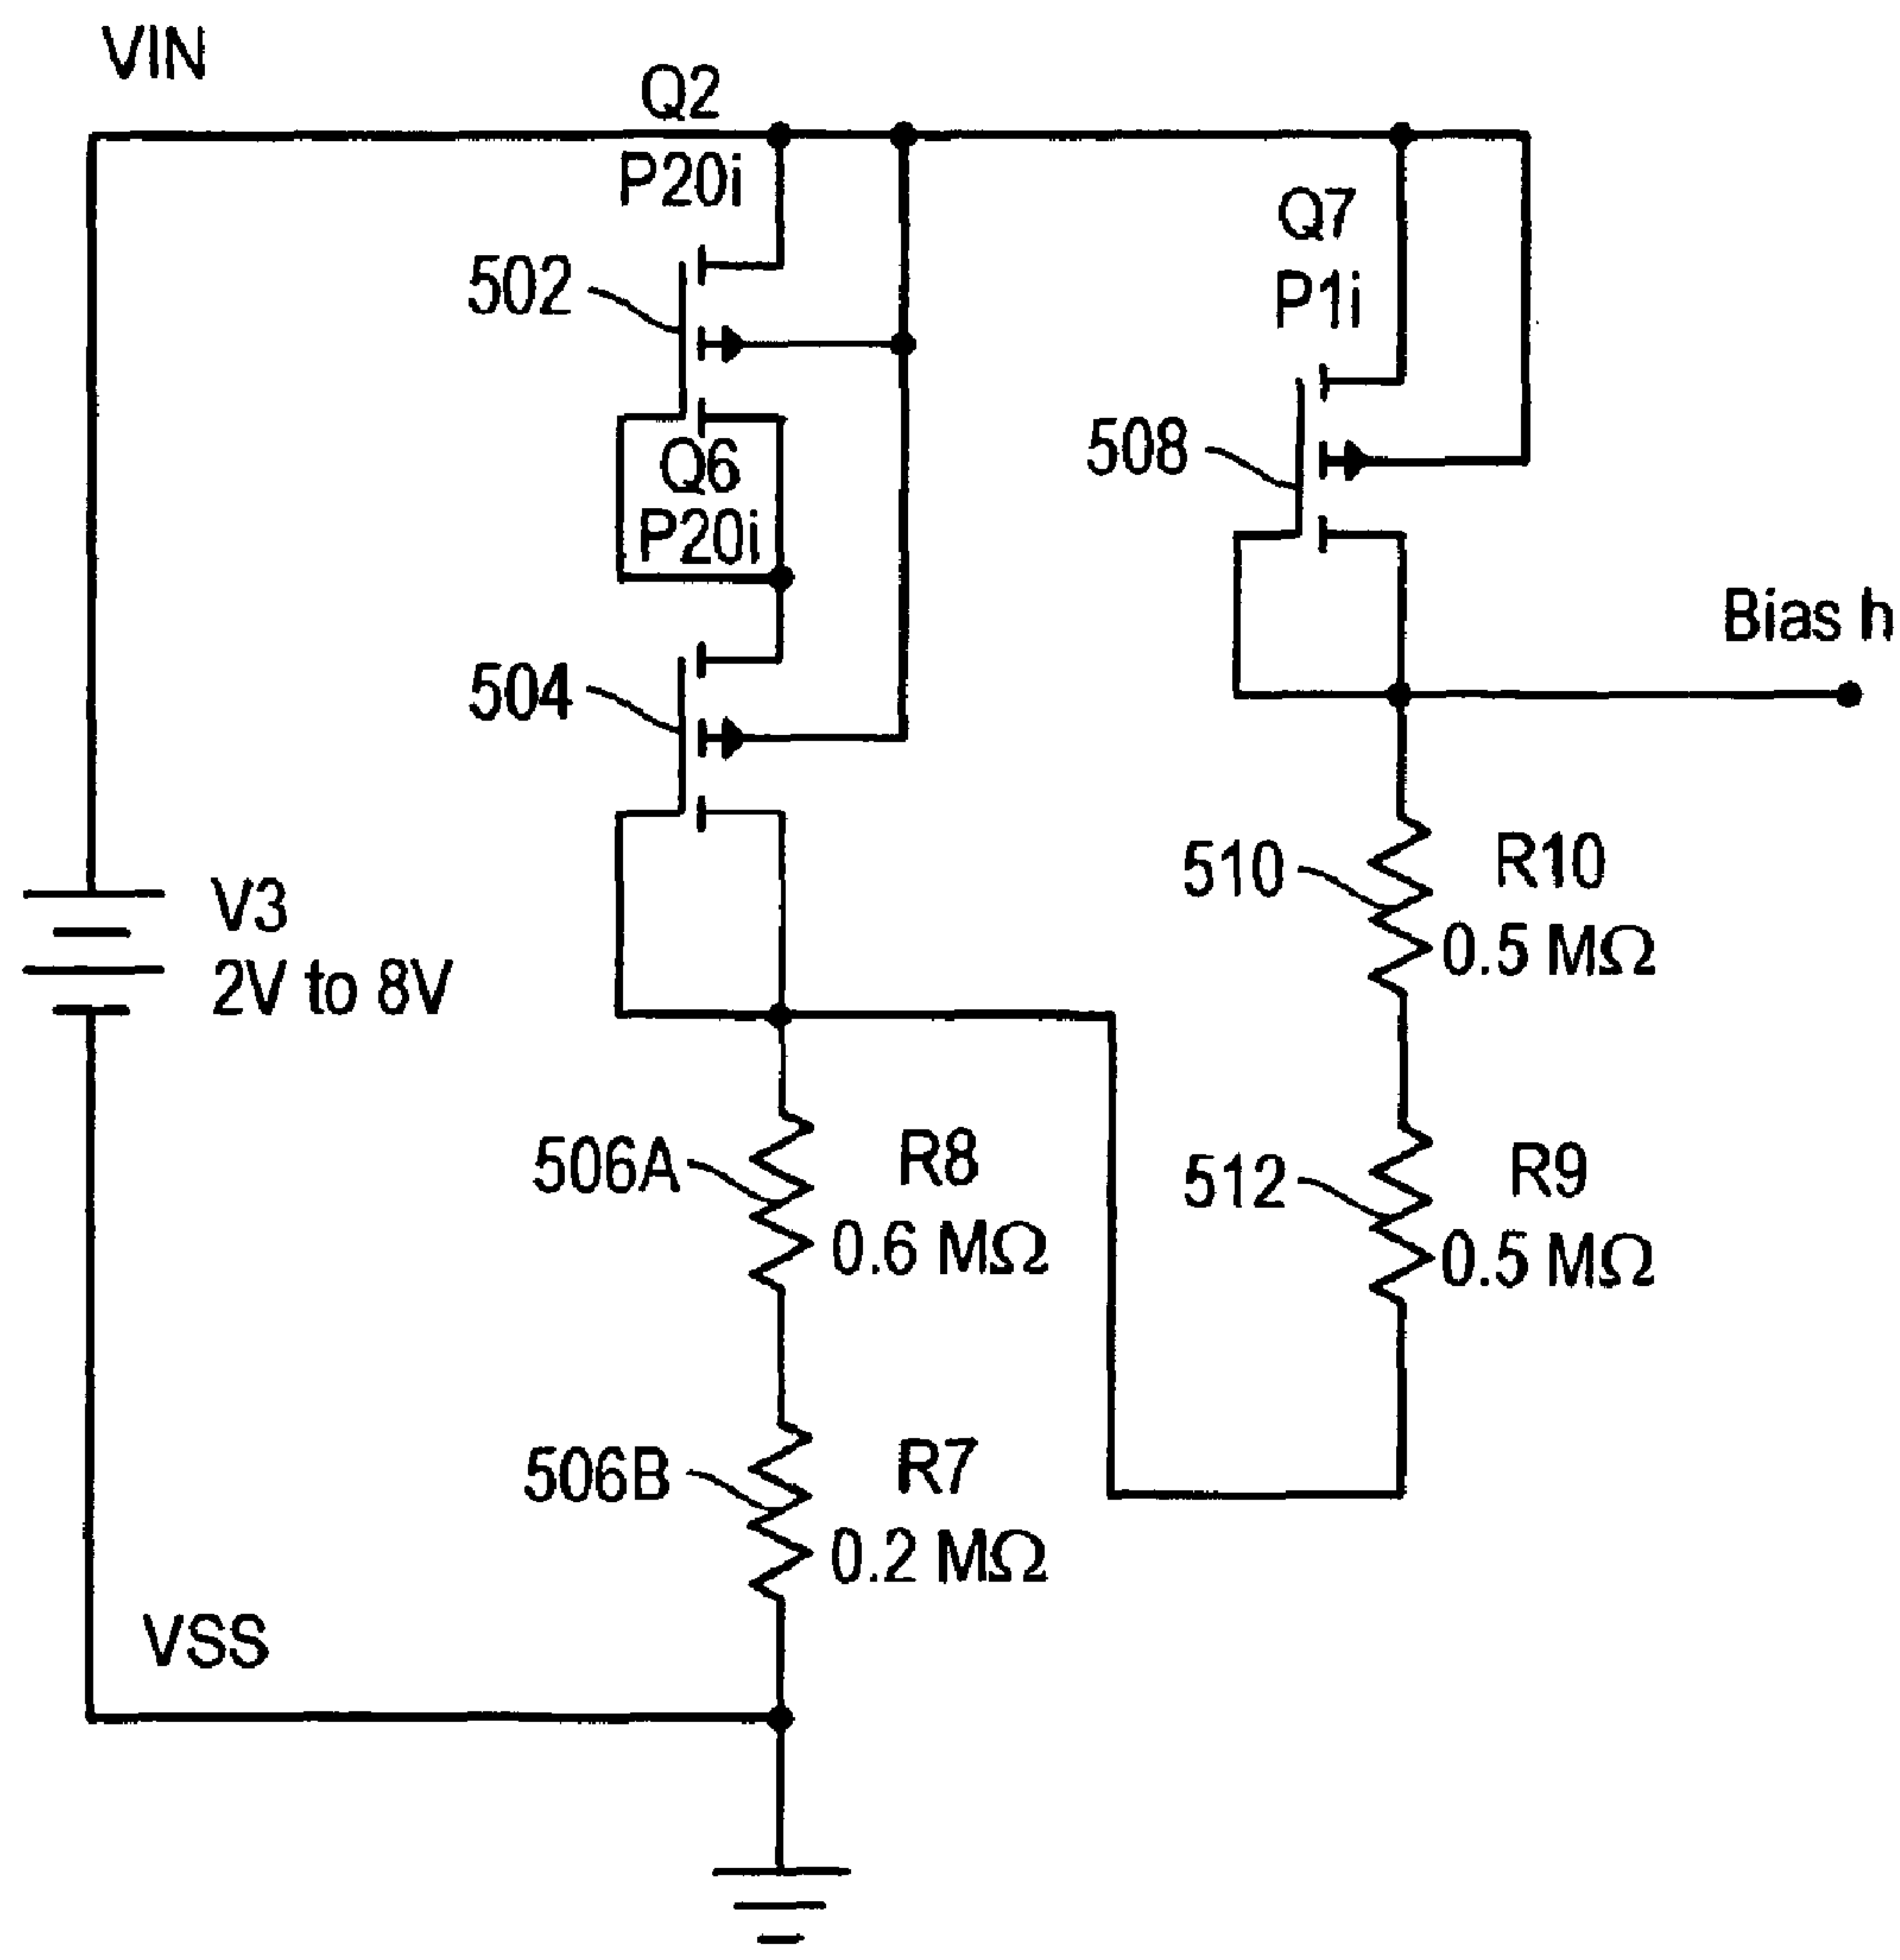 VIN
Q2
P20i
502
Q7
P1i
508
Q6
P20i
Bias h
504
510
R10
0.5 MΩ
V3
2V to 8V
506A
R8
0.6 MΩ
512
R9
0.5 MΩ
506B
R7
0.2 MΩ
VSS